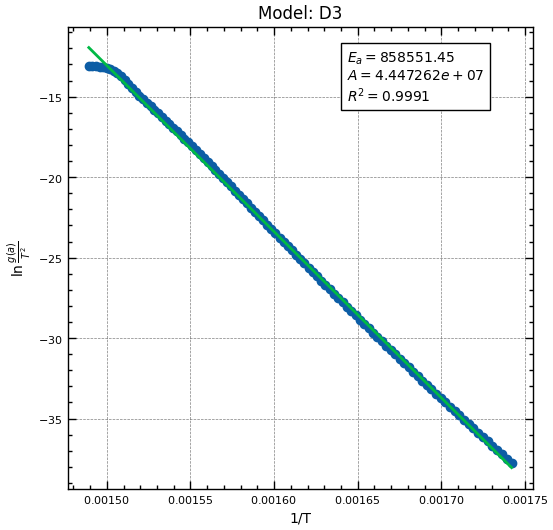 Model: D3
E_a = 858551.45
A = 4.447262e + 07
R^2 = 0.9991
−15
−20
−25
−30
−35
ln g(a)/T^2
0.00150 0.00155 0.00160 0.00165 0.00170 0.00175
1/T